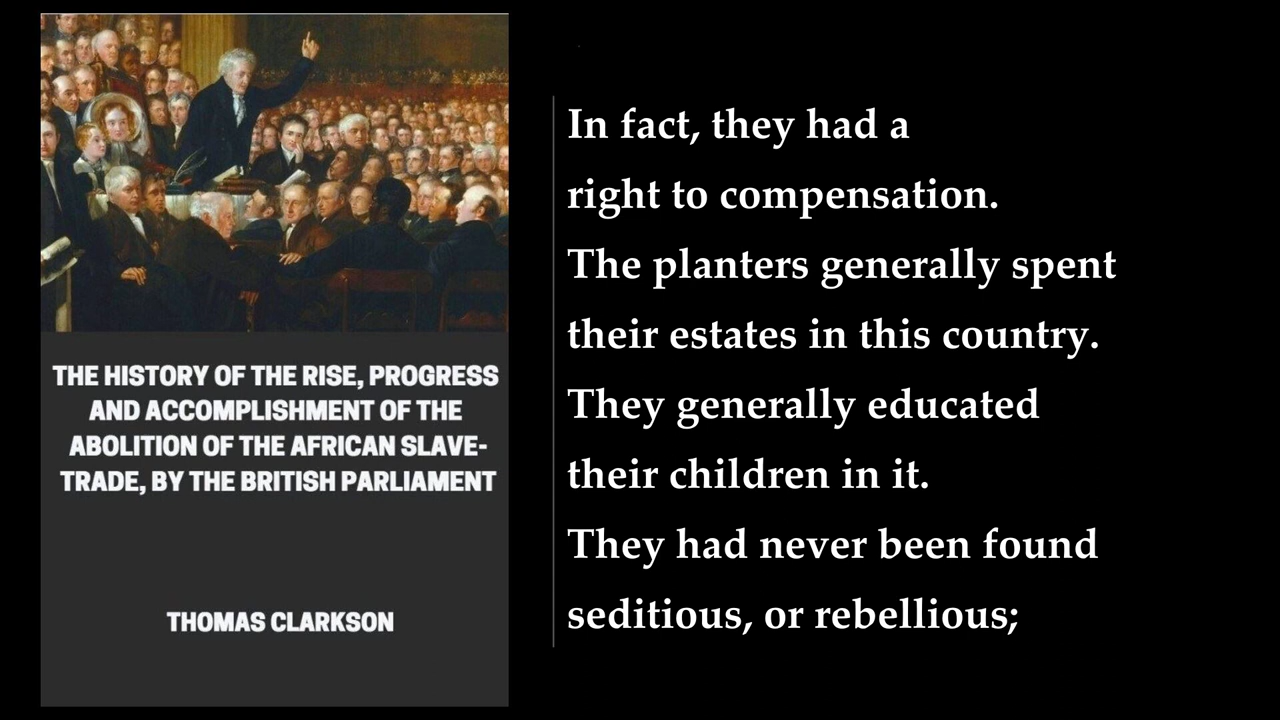 THE HISTORY OF THE RISE, PROGRESS
AND ACCOMPLISHMENT OF THE
ABOLITION OF THE AFRICAN SLAVE-
TRADE, BY THE BRITISH PARLIAMENT
THOMAS CLARKSON
In fact, they had a
right to compensation.
The planters generally spent
their estates in this country.
They generally educated
their children in it.
They had never been found
seditious, or rebellious;